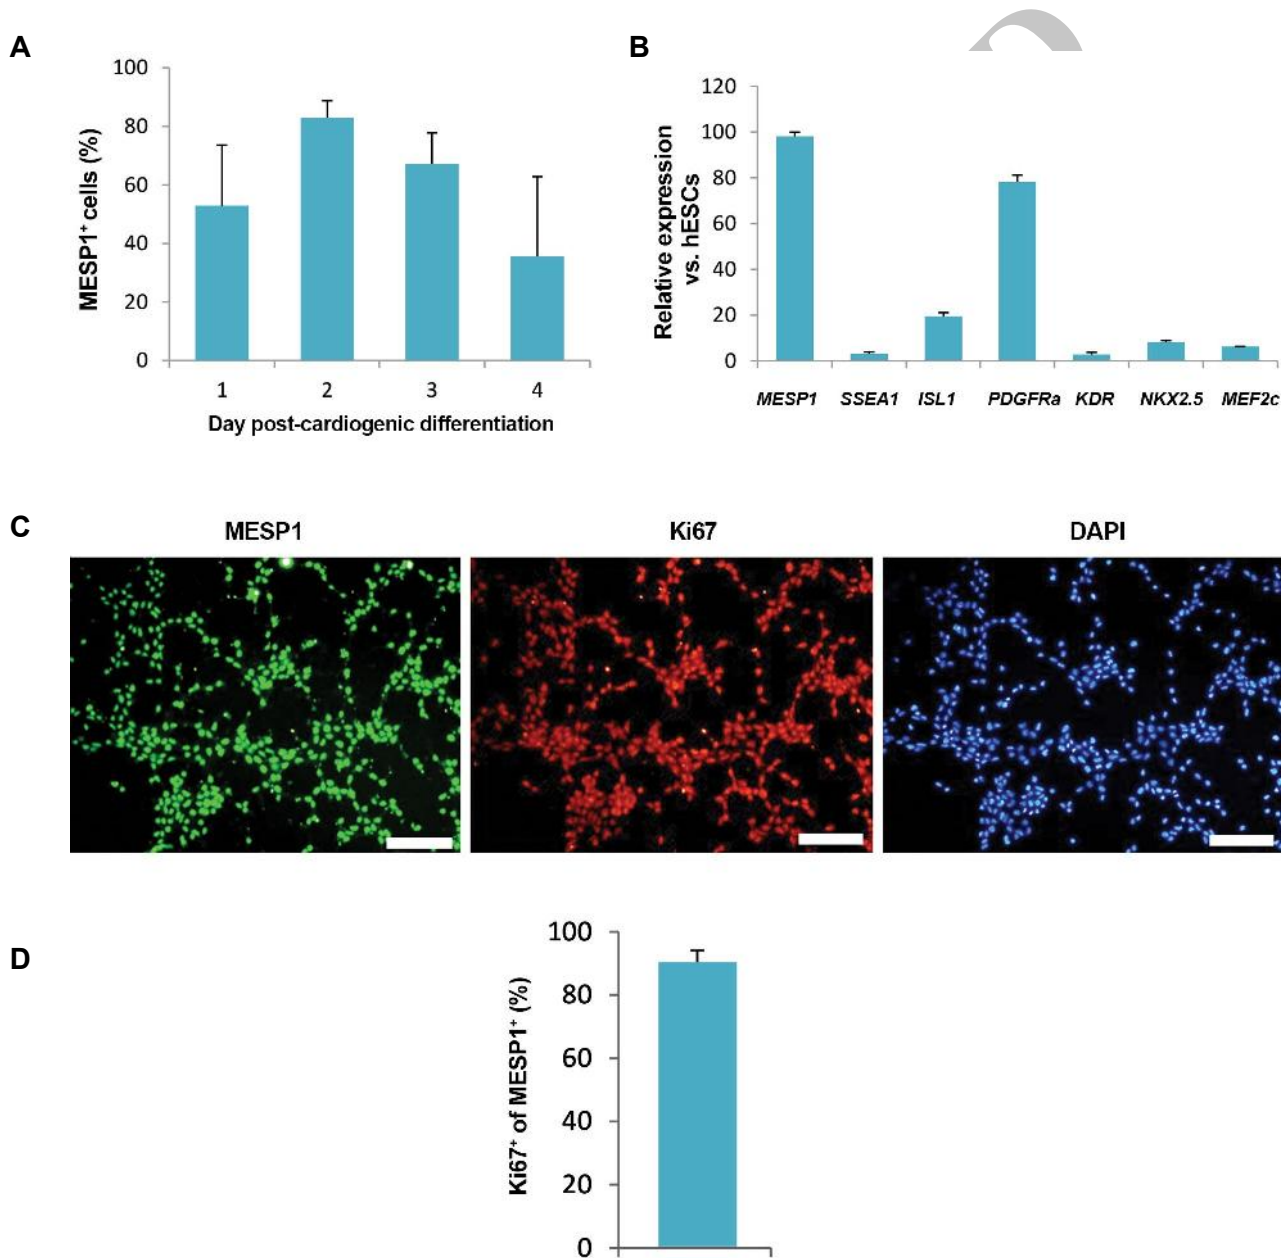 A
100
80
60
40
20
0
MESP1⁺ cells (%)
1 2 3 4
Day post-cardiogenic differentiation
B
120
100
80
60
40
20
0
Relative expression
vs. hESCs
MESP1 SSEA1 ISL1 PDGFRa KDR NKX2.5 MEF2c
C
MESP1 Ki67 DAPI
D
100
80
60
40
20
0
Ki67⁺ of MESP1⁺ (%)